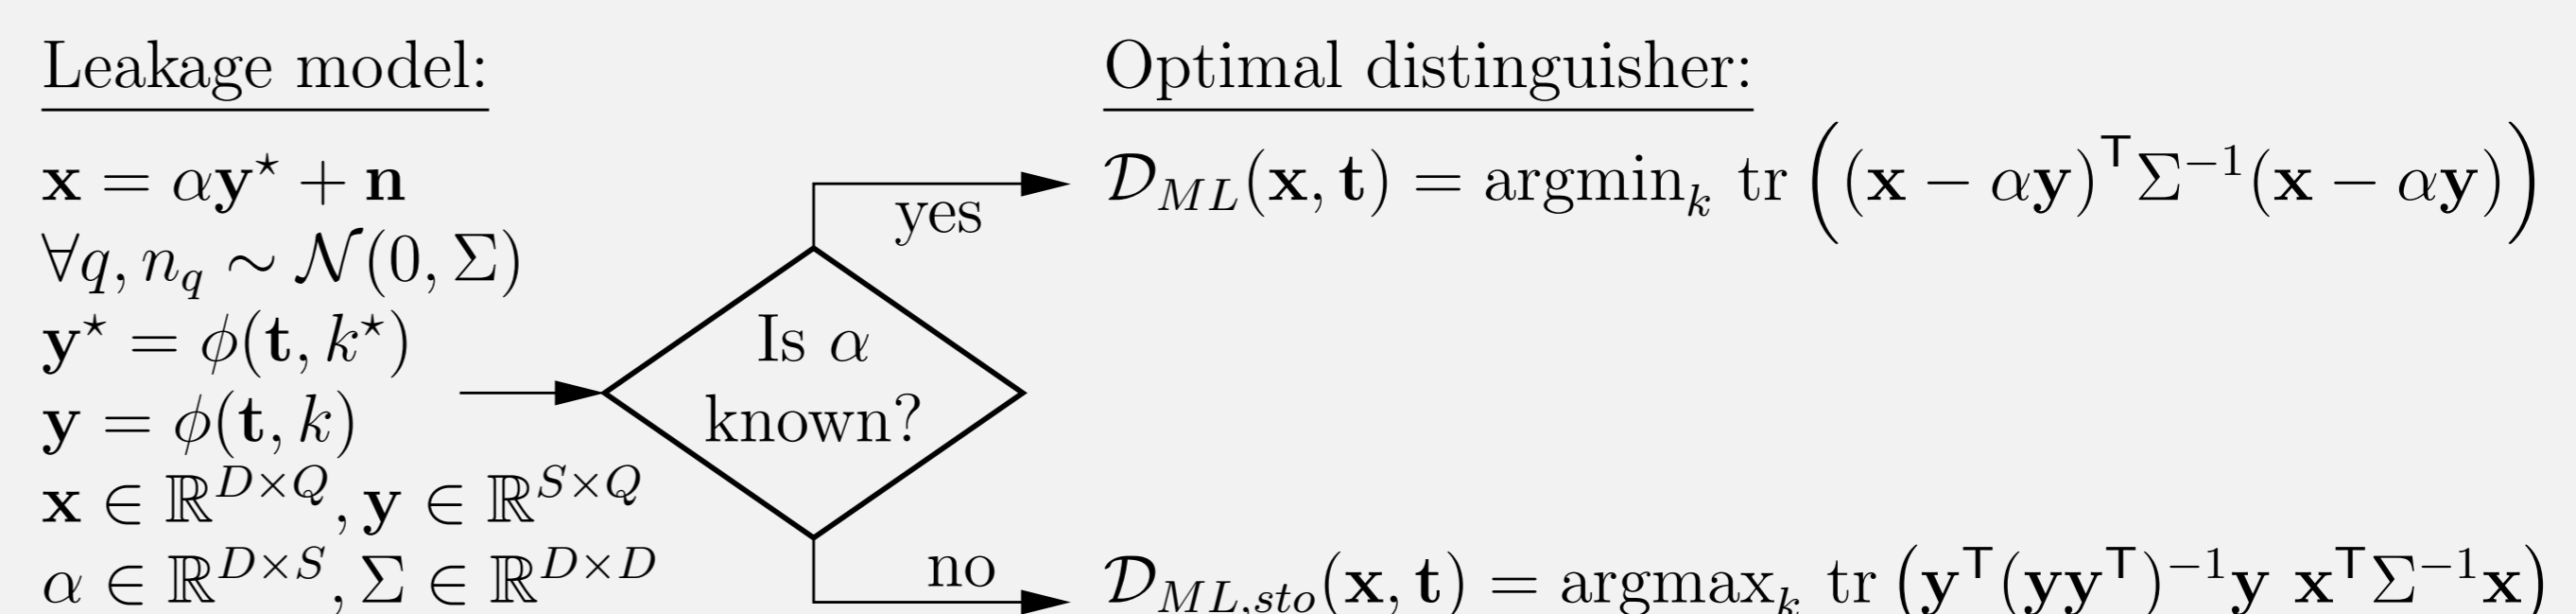 Leakage model:
x = αy⋆ + n
∀q, n_q ∼ 𝒩(0, Σ)
y⋆ = ϕ(t, k⋆)
y = ϕ(t, k)
x ∈ ℝ^{D×Q}, y ∈ ℝ^{S×Q}
α ∈ ℝ^{D×S}, Σ ∈ ℝ^{D×D}
Is α
known?
yes
no
Optimal distinguisher:
𝒟_{ML}(x, t) = argmin_k tr ((x − αy)^T Σ^{−1}(x − αy))
𝒟_{ML,sto}(x, t) = argmax_k tr (y^T(yy^T)^{−1}y x^TΣ^{−1}x)